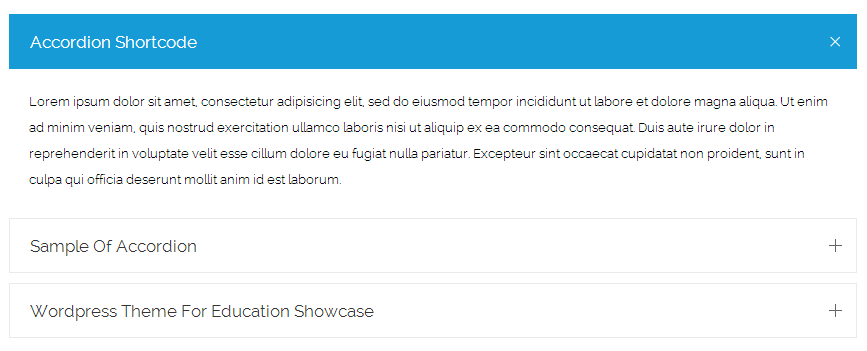 Accordion Shortcode
Lorem ipsum dolor sit amet, consectetur adipisicing elit, sed do eiusmod tempor incididunt ut labore et dolore magna aliqua. Ut enim
ad minim veniam, quis nostrud exercitation ullamco laboris nisi ut aliquip ex ea commodo consequat. Duis aute irure dolor in
reprehenderit in voluptate velit esse cillum dolore eu fugiat nulla pariatur. Excepteur sint occaecat cupidatat non proident, sunt in
culpa qui officia deserunt mollit anim id est laborum.
Sample Of Accordion
Wordpress Theme For Education Showcase